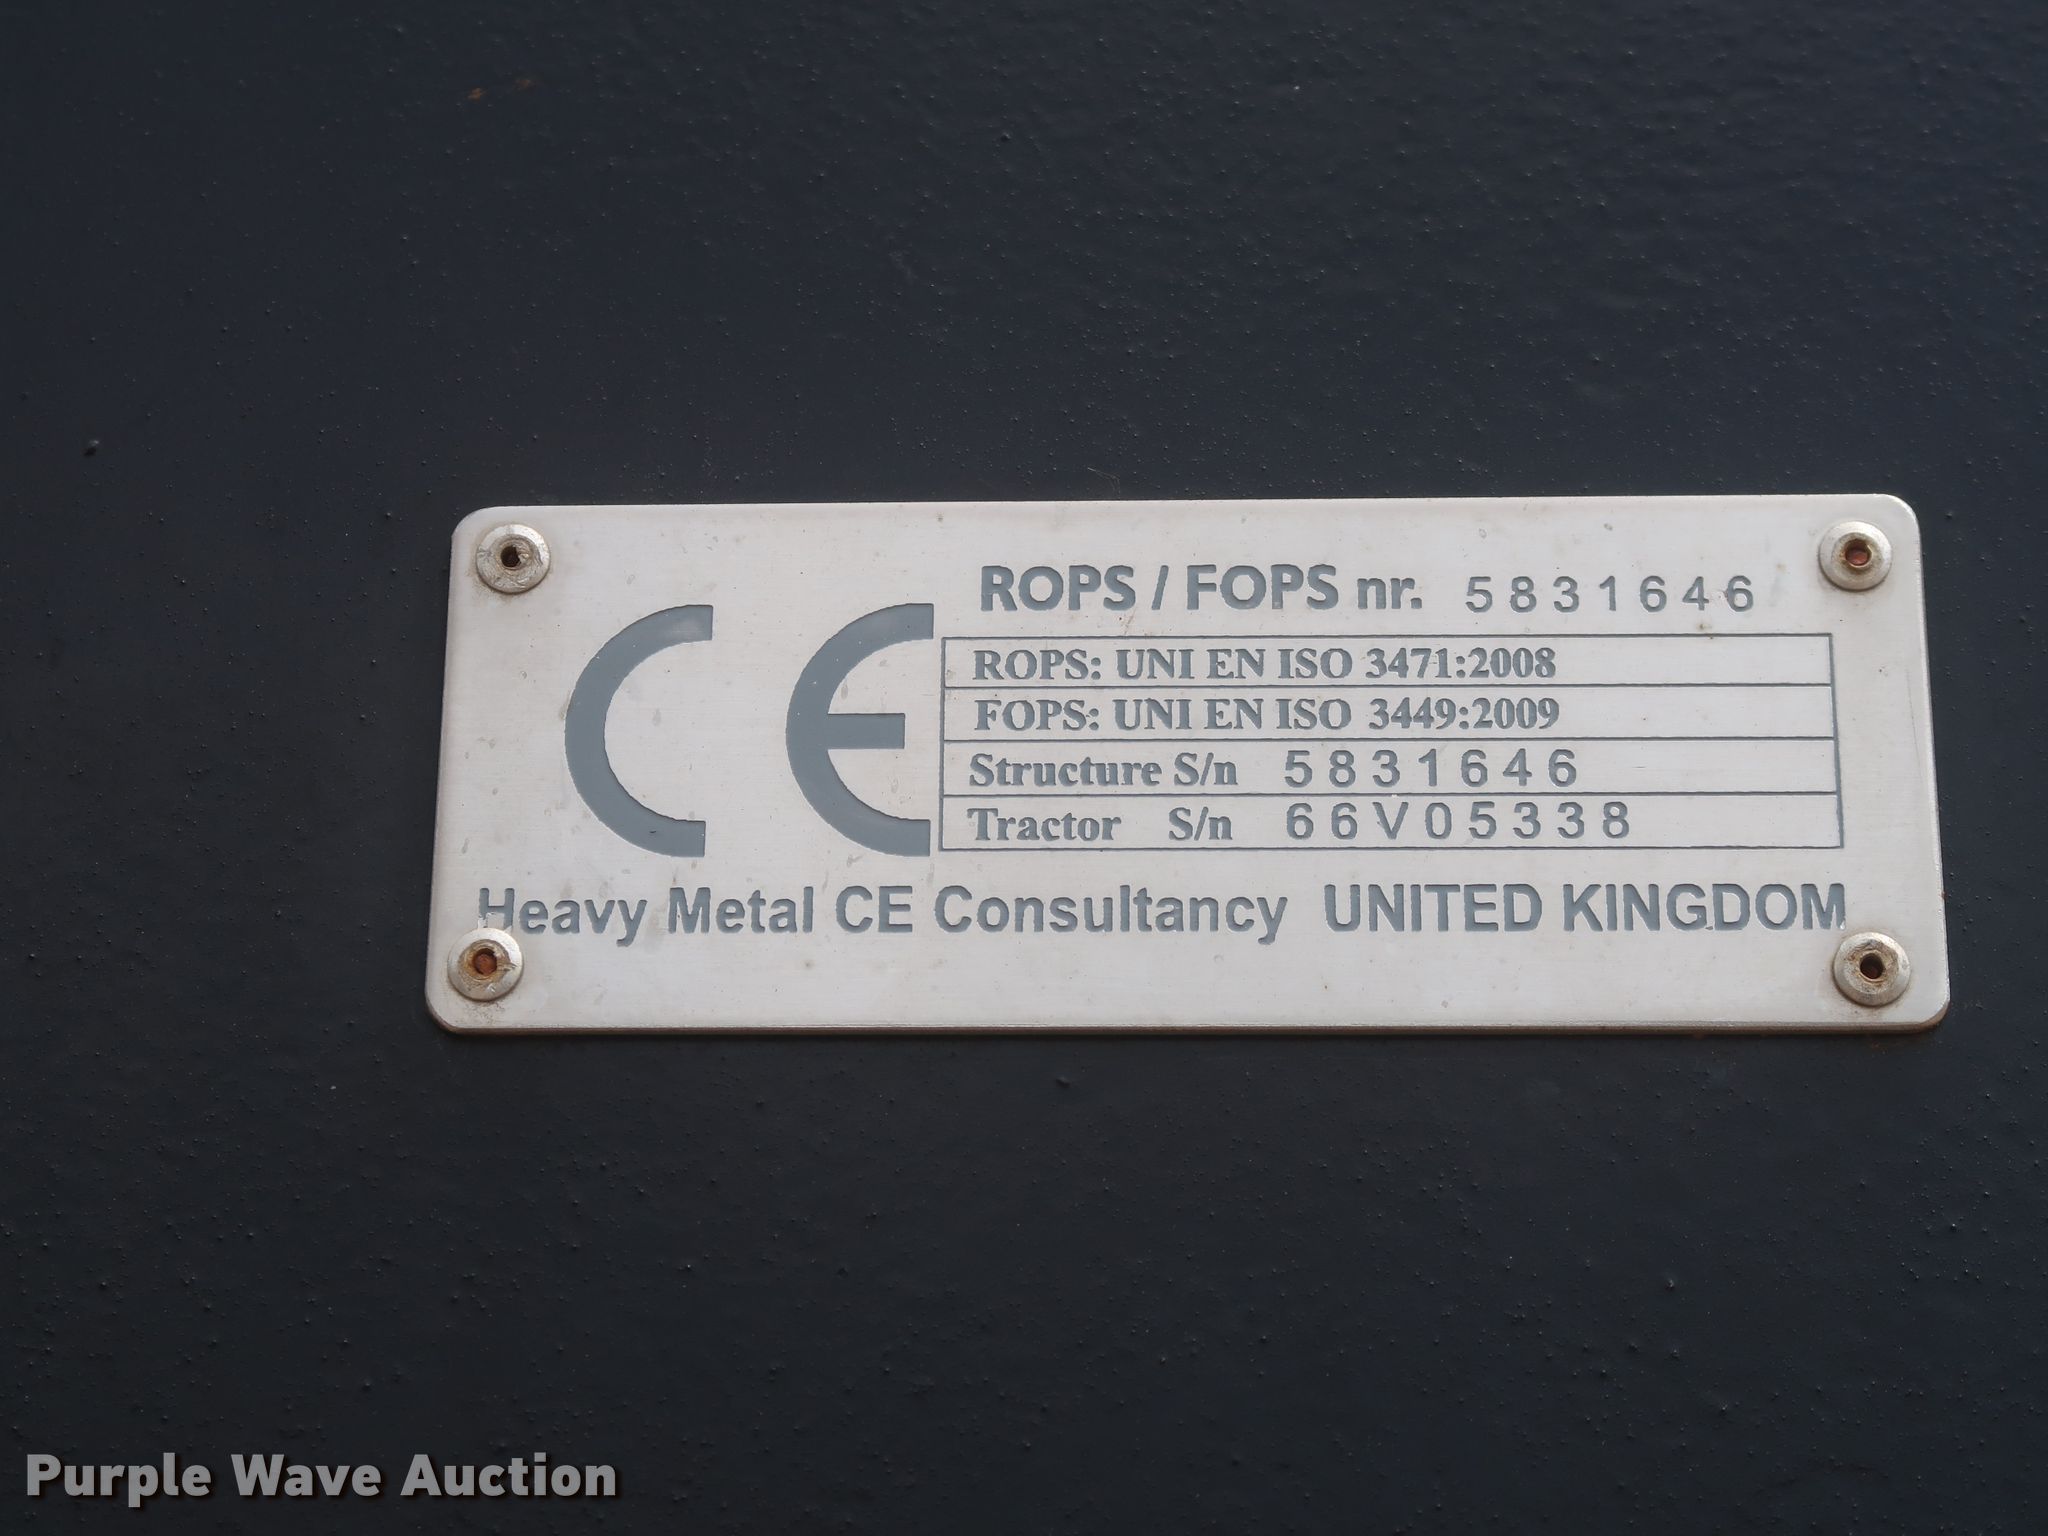 CE
ROPS / FOPS nr. 5831646
ROPS: UNI EN ISO 3471:2008
FOPS: UNI EN ISO 3449:2009
Structure S/n 5831646
Tractor S/n 66V05338
Heavy Metal CE Consultancy UNITED KINGDOM
Purple Wave Auction